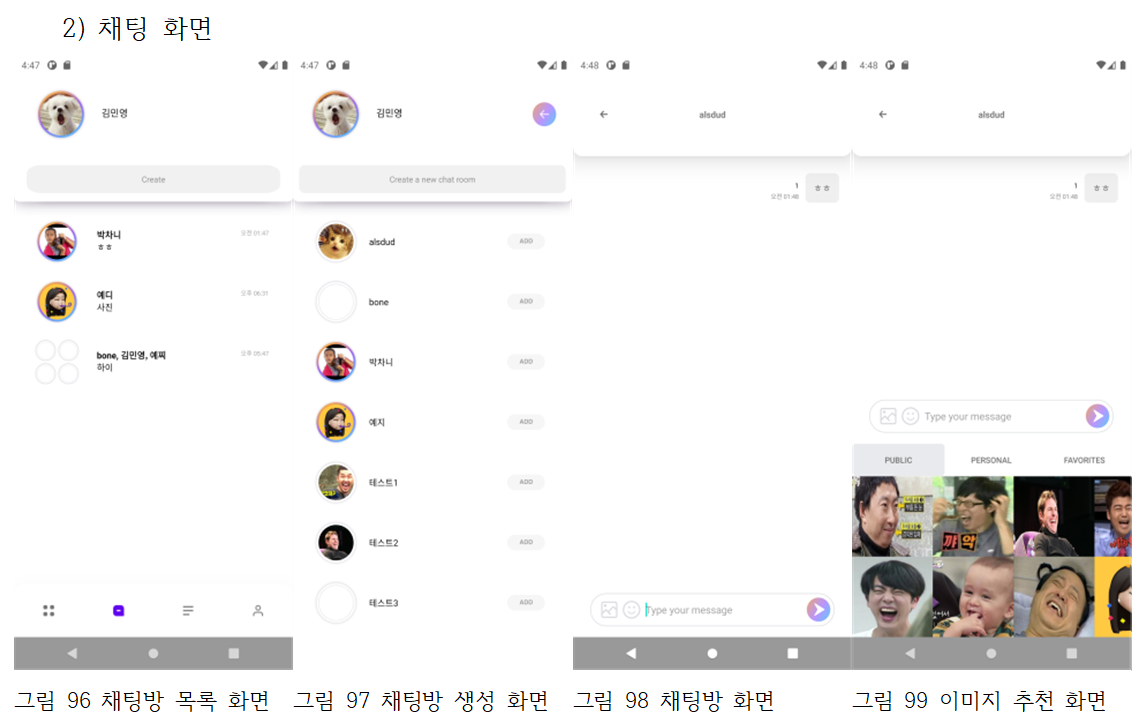 2) 채팅 화면
4:47
김민영
Create
박차니
ㅎㅎ
오전 01:47
예디
사진
오후 06:31
bone, 김민영, 예찌
하이
오후 05:47
4:47
김민영
Create a new chat room
alsdud
ADD
bone
ADD
박차니
ADD
예지
ADD
테스트1
ADD
테스트2
ADD
테스트3
ADD
4:48
alsdud
1
오전 01:48
ㅎㅎ
Type your message
4:48
alsdud
1
오전 01:48
ㅎㅎ
Type your message
PUBLIC
PERSONAL
FAVORITES
꺄악
그림 96 채팅방 목록 화면
그림 97 채팅방 생성 화면
그림 98 채팅방 화면
그림 99 이미지 추천 화면